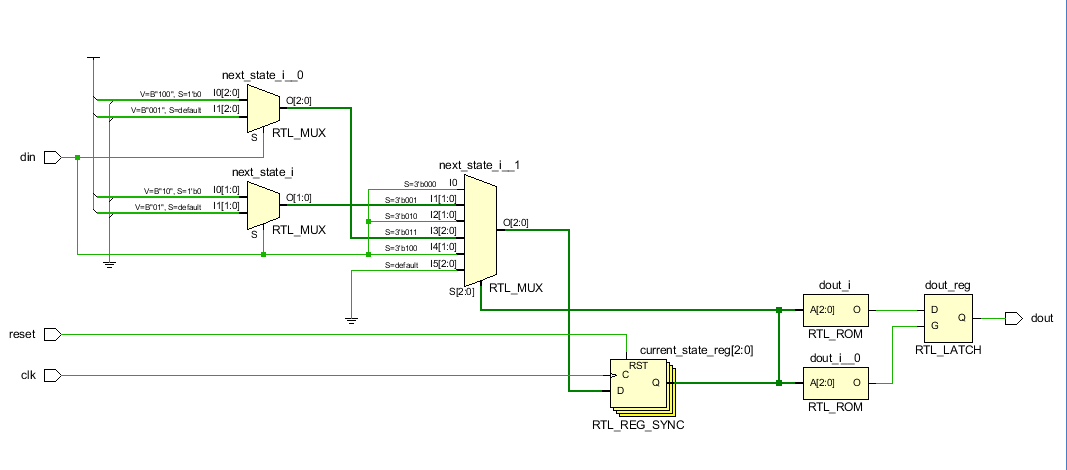 next_state_i__0
V=B"100", S=1'b0 I0[2:0]
V=B"001", S=default I1[2:0]
O[2:0]
S
RTL_MUX
din
next_state_i
V=B"10", S=1'b0 I0[1:0]
V=B"01", S=default I1[1:0]
O[1:0]
S
RTL_MUX
next_state_i__1
S=3'b000 I0
S=3'b001 I1[1:0]
S=3'b010 I2[1:0]
S=3'b011 I3[2:0]
S=3'b100 I4[1:0]
S=default I5[2:0]
O[2:0]
S[2:0]
RTL_MUX
dout_i
A[2:0] O
RTL_ROM
dout_reg
D
G
Q
RTL_LATCH
dout
reset
clk
current_state_reg[2:0]
RST
C
D
Q
RTL_REG_SYNC
dout_i__0
A[2:0] O
RTL_ROM